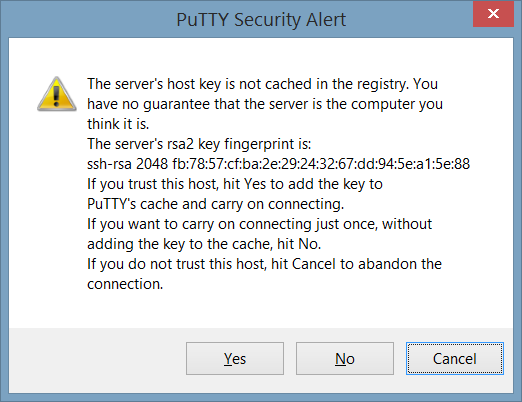 PuTTY Security Alert
The server's host key is not cached in the registry. You
have no guarantee that the server is the computer you
think it is.
The server's rsa2 key fingerprint is:
ssh-rsa 2048 fb:78:57:cf:ba:2e:29:24:32:67:dd:94:5e:a1:5e:88
If you trust this host, hit Yes to add the key to
PuTTY's cache and carry on connecting.
If you want to carry on connecting just once, without
adding the key to the cache, hit No.
If you do not trust this host, hit Cancel to abandon the
connection.
Yes No Cancel